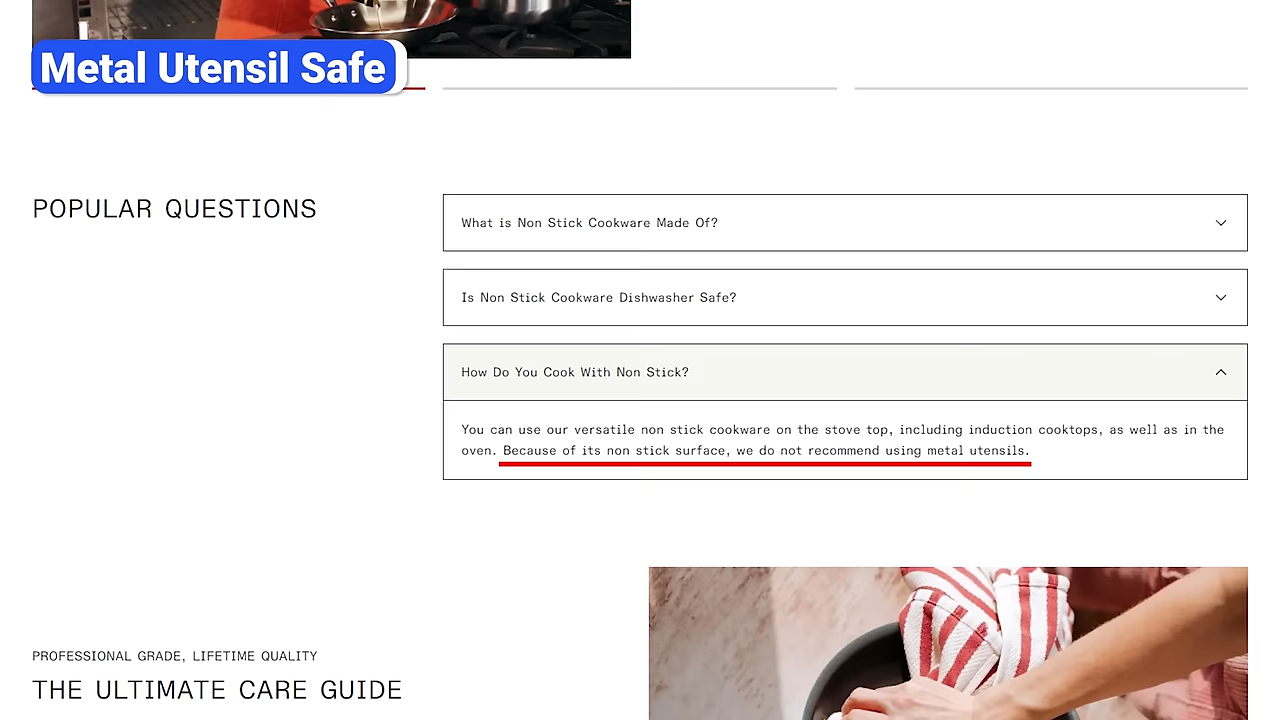 Metal Utensil Safe
POPULAR QUESTIONS
What is Non Stick Cookware Made Of?
Is Non Stick Cookware Dishwasher Safe?
How Do You Cook With Non Stick?
You can use our versatile non stick cookware on the stove top, including induction cooktops, as well as in the
oven. Because of its non stick surface, we do not recommend using metal utensils.
PROFESSIONAL GRADE, LIFETIME QUALITY
THE ULTIMATE CARE GUIDE